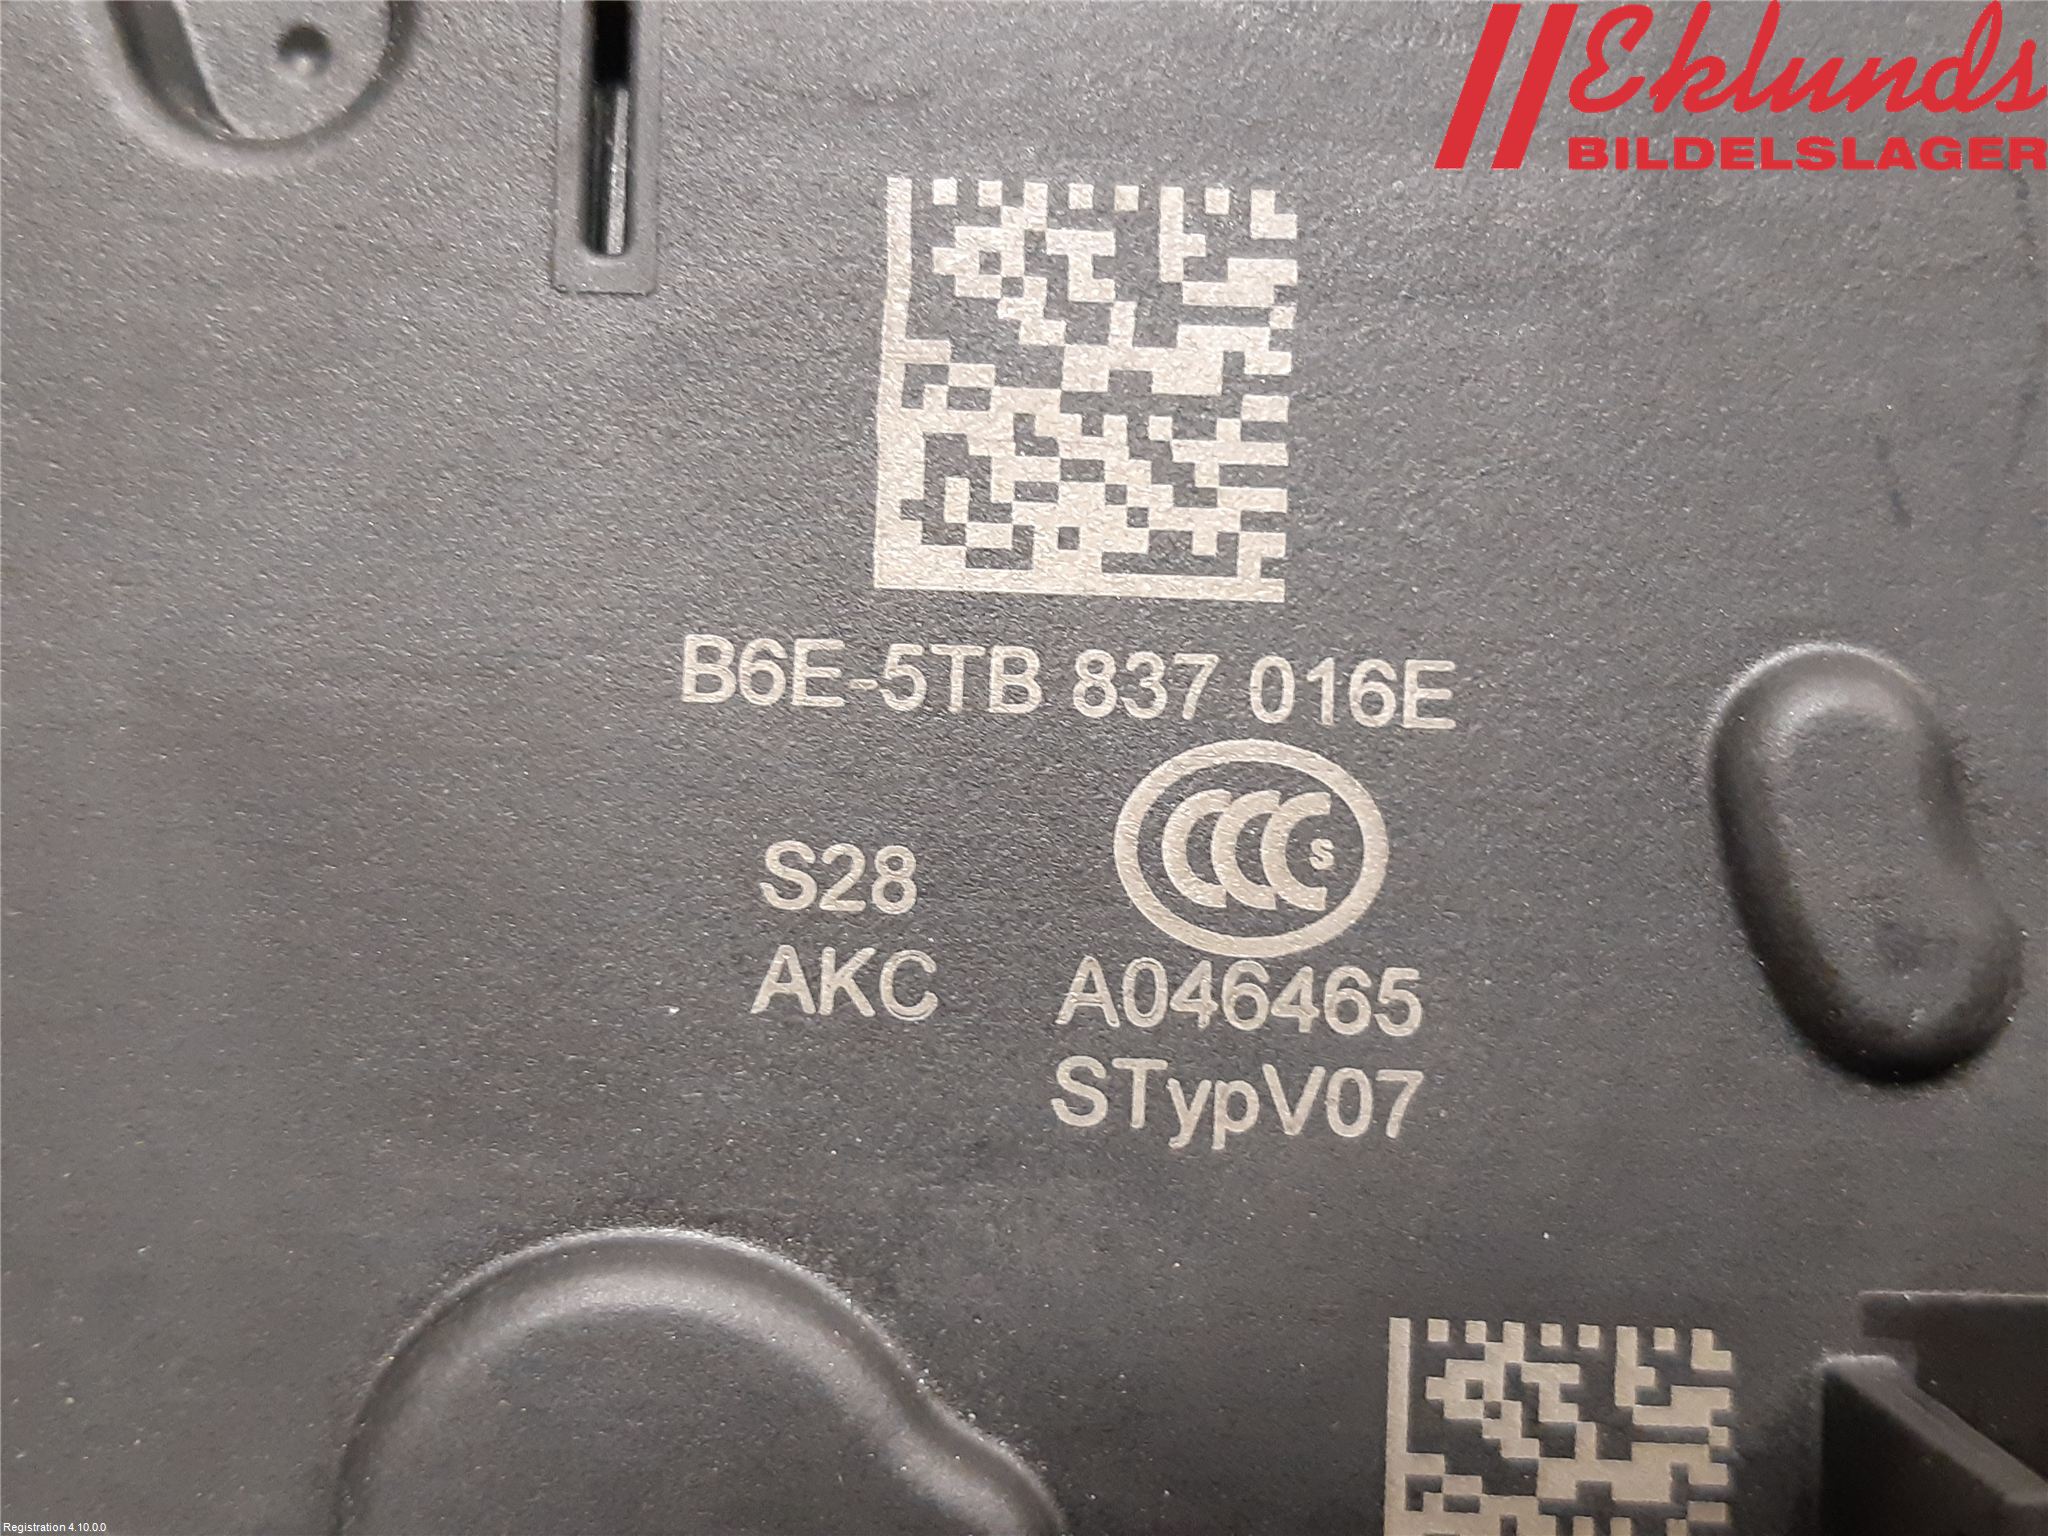 Eklunds
BILDELSLAGER
B6E-5TB 837 016E
S
S28
AKC
A046465
STypV07
Registration 4.10.0.0